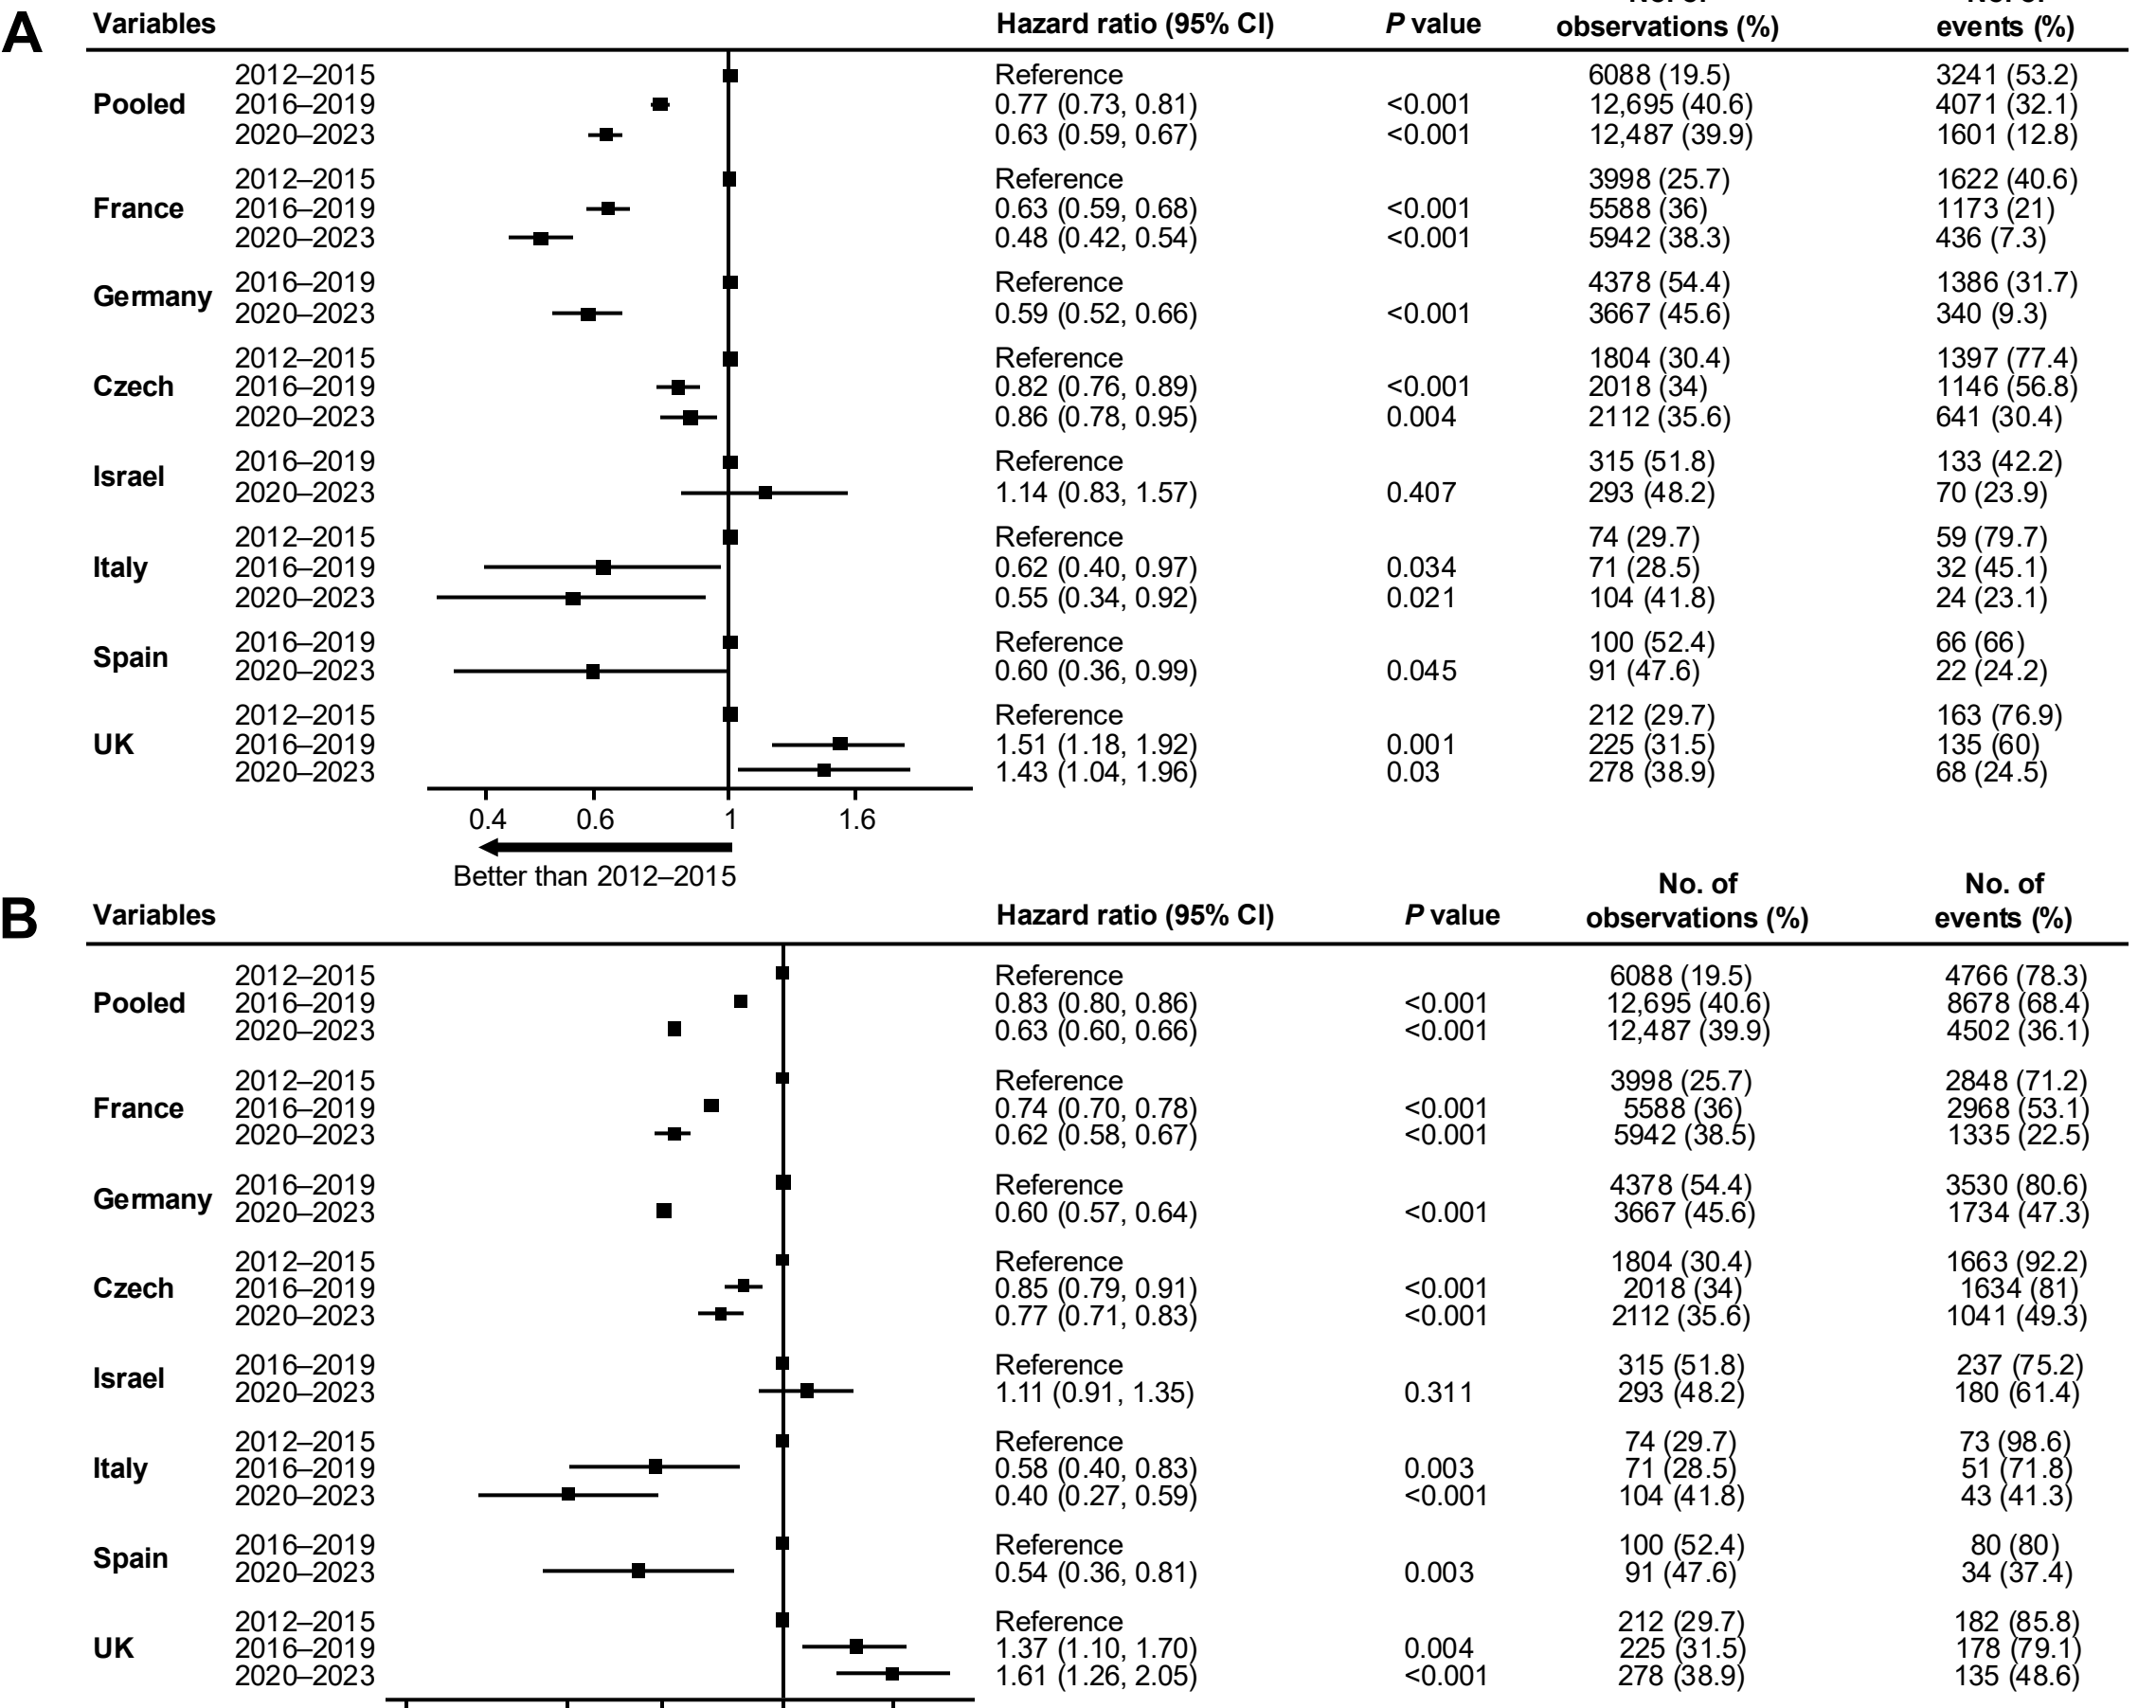 No. of No. of
A Variables Hazard ratio (95% CI) P value observations (%) events (%)
2012–2015 Reference 6088 (19.5) 3241 (53.2)
Pooled 2016–2019 0.77 (0.73, 0.81) <0.001 12,695 (40.6) 4071 (32.1)
2020–2023 0.63 (0.59, 0.67) <0.001 12,487 (39.9) 1601 (12.8)
2012–2015 Reference 3998 (25.7) 1622 (40.6)
France 2016–2019 0.63 (0.59, 0.68) <0.001 5588 (36) 1173 (21)
2020–2023 0.48 (0.42, 0.54) <0.001 5942 (38.3) 436 (7.3)
2016–2019 Reference 4378 (54.4) 1386 (31.7)
Germany
2020–2023 0.59 (0.52, 0.66) <0.001 3667 (45.6) 340 (9.3)
2012–2015 Reference 1804 (30.4) 1397 (77.4)
Czech 2016–2019 0.82 (0.76, 0.89) <0.001 2018 (34) 1146 (56.8)
2020–2023 0.86 (0.78, 0.95) 0.004 2112 (35.6) 641 (30.4)
2016–2019 Reference 315 (51.8) 133 (42.2)
Israel
2020–2023 1.14 (0.83, 1.57) 0.407 293 (48.2) 70 (23.9)
2012–2015 Reference 74 (29.7) 59 (79.7)
Italy 2016–2019 0.62 (0.40, 0.97) 0.034 71 (28.5) 32 (45.1)
2020–2023 0.55 (0.34, 0.92) 0.021 104 (41.8) 24 (23.1)
2016–2019 Reference 100 (52.4) 66 (66)
Spain
2020–2023 0.60 (0.36, 0.99) 0.045 91 (47.6) 22 (24.2)
2012–2015 Reference 212 (29.7) 163 (76.9)
UK 2016–2019 1.51 (1.18, 1.92) 0.001 225 (31.5) 135 (60)
2020–2023 1.43 (1.04, 1.96) 0.03 278 (38.9) 68 (24.5)
0.4 0.6 1 1.6
Better than 2012–2015
No. of No. of
B Variables Hazard ratio (95% CI) P value observations (%) events (%)
2012–2015 Reference 6088 (19.5) 4766 (78.3)
Pooled 2016–2019 0.83 (0.80, 0.86) <0.001 12,695 (40.6) 8678 (68.4)
2020–2023 0.63 (0.60, 0.66) <0.001 12,487 (39.9) 4502 (36.1)
2012–2015 Reference 3998 (25.7) 2848 (71.2)
France 2016–2019 0.74 (0.70, 0.78) <0.001 5588 (36) 2968 (53.1)
2020–2023 0.62 (0.58, 0.67) <0.001 5942 (38.5) 1335 (22.5)
2016–2019 Reference 4378 (54.4) 3530 (80.6)
Germany
2020–2023 0.60 (0.57, 0.64) <0.001 3667 (45.6) 1734 (47.3)
2012–2015 Reference 1804 (30.4) 1663 (92.2)
Czech 2016–2019 0.85 (0.79, 0.91) <0.001 2018 (34) 1634 (81)
2020–2023 0.77 (0.71, 0.83) <0.001 2112 (35.6) 1041 (49.3)
2016–2019 Reference 315 (51.8) 237 (75.2)
Israel
2020–2023 1.11 (0.91, 1.35) 0.311 293 (48.2) 180 (61.4)
2012–2015 Reference 74 (29.7) 73 (98.6)
Italy 2016–2019 0.58 (0.40, 0.83) 0.003 71 (28.5) 51 (71.8)
2020–2023 0.40 (0.27, 0.59) <0.001 104 (41.8) 43 (41.3)
2016–2019 Reference 100 (52.4) 80 (80)
Spain
2020–2023 0.54 (0.36, 0.81) 0.003 91 (47.6) 34 (37.4)
2012–2015 Reference 212 (29.7) 182 (85.8)
UK 2016–2019 1.37 (1.10, 1.70) 0.004 225 (31.5) 178 (79.1)
2020–2023 1.61 (1.26, 2.05) <0.001 278 (38.9) 135 (48.6)